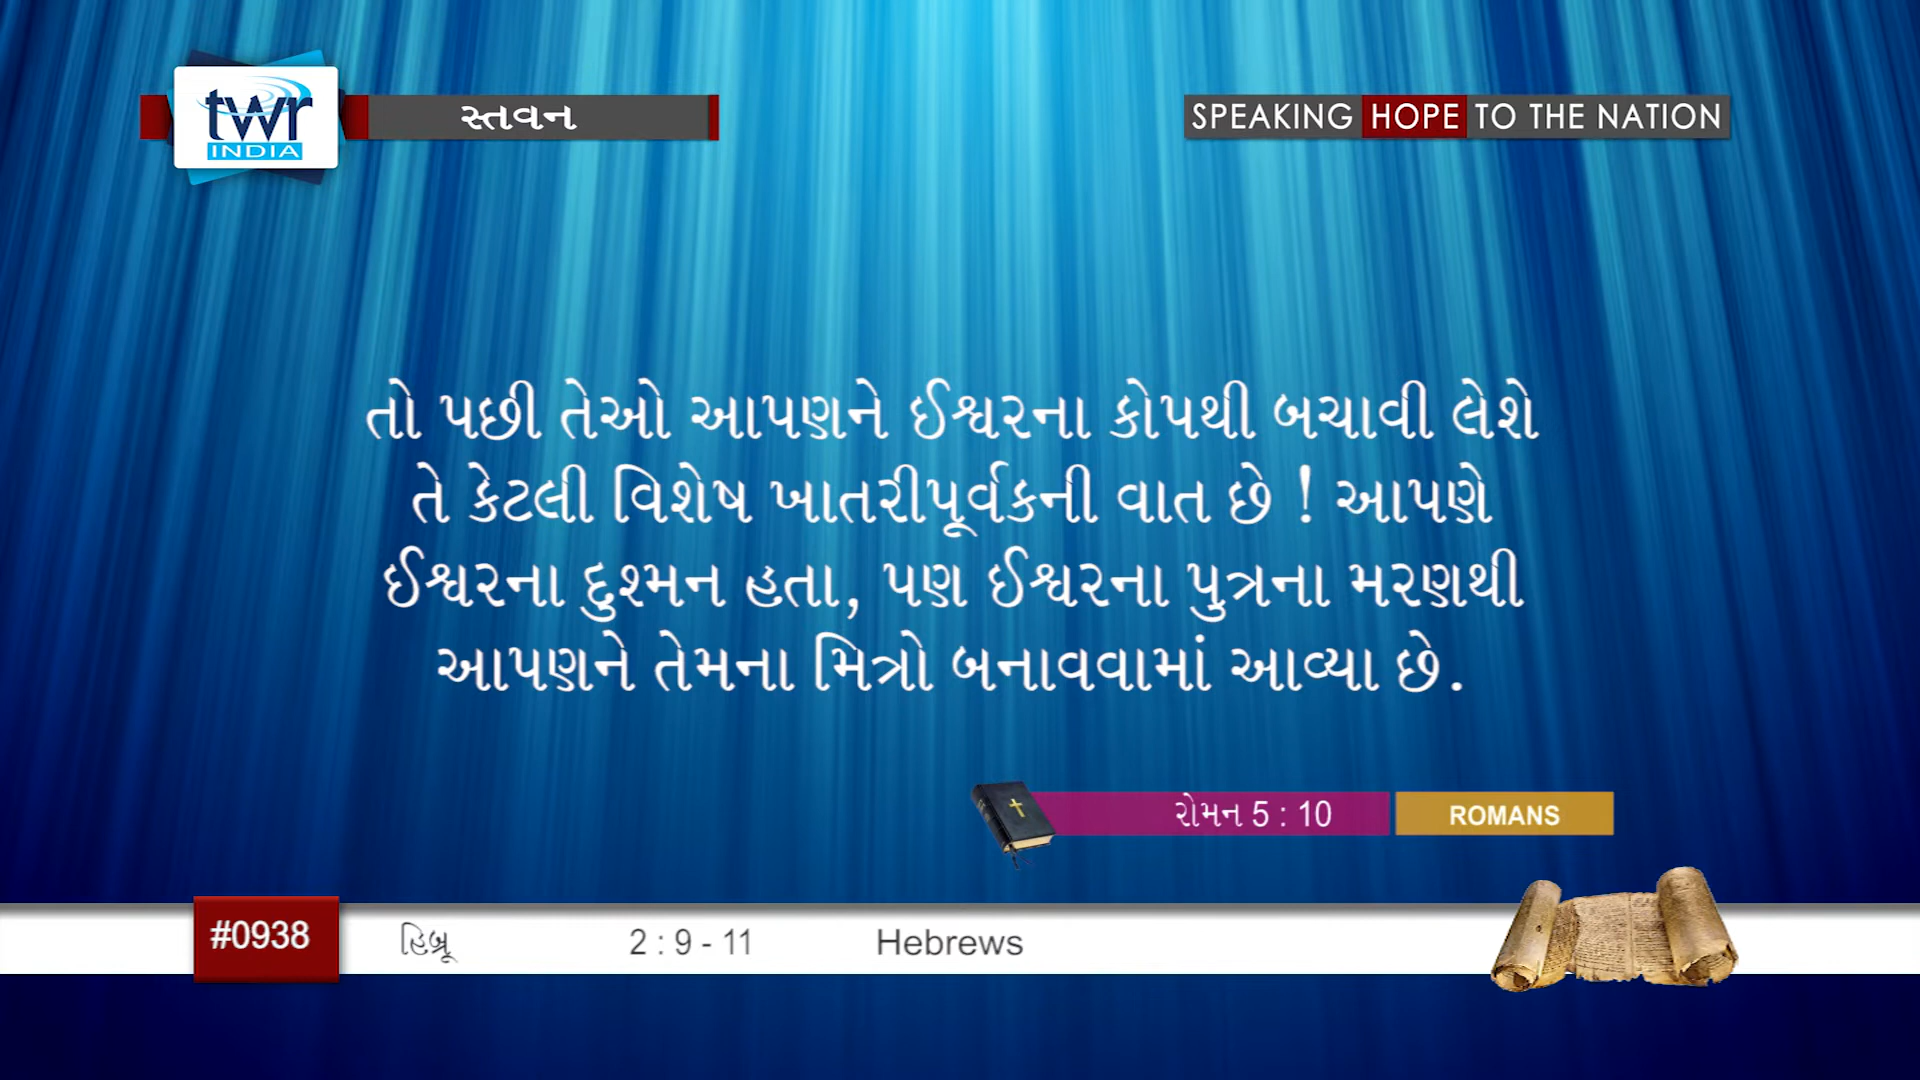 twr
INDIA
સ્તવન
SPEAKING HOPE TO THE NATION
તો પછી તેઓ આપણને ઈશ્વરના કોપથી બચાવી લેશે
તે કેટલી વિશેષ ખાતરીપૂર્વકની વાત છે ! આપણે
ઈશ્વરના દુશ્મન હતા, પણ ઈશ્વરના પુત્રના મરણથી
આપણને તેમના મિત્રો બનાવવામાં આવ્યા છે.
રોમન 5 : 10 ROMANS
#0938 હિબ્રૂ 2 : 9 - 11 Hebrews